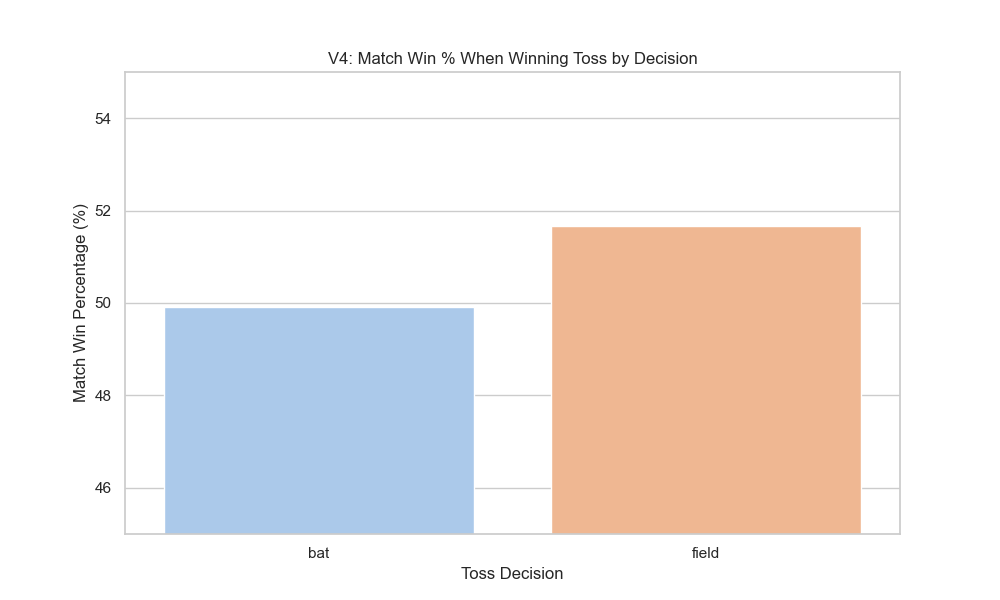 V4: Match Win % When Winning Toss by Decision
Match Win Percentage (%)
54
52
50
48
46
bat
field
Toss Decision